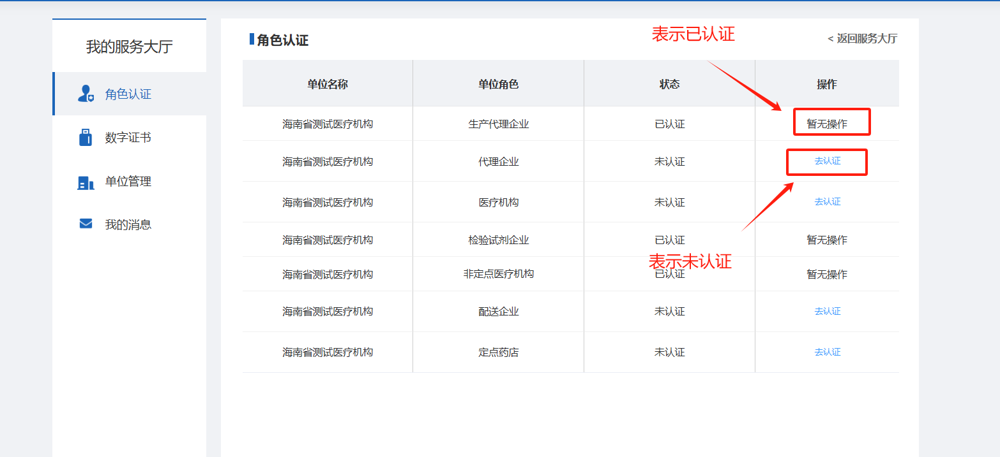 我的服务大厅
角色认证
数字证书
单位管理
我的消息
角色认证
表示已认证
< 返回服务大厅
单位名称 单位角色 状态 操作
海南省测试医疗机构 生产代理企业 已认证 暂无操作
海南省测试医疗机构 代理企业 未认证 去认证
海南省测试医疗机构 医疗机构 未认证 去认证
海南省测试医疗机构 检验试剂企业 已认证 暂无操作
表示未认证
海南省测试医疗机构 非定点医疗机构 已认证 暂无操作
海南省测试医疗机构 配送企业 未认证 去认证
海南省测试医疗机构 定点药店 未认证 去认证